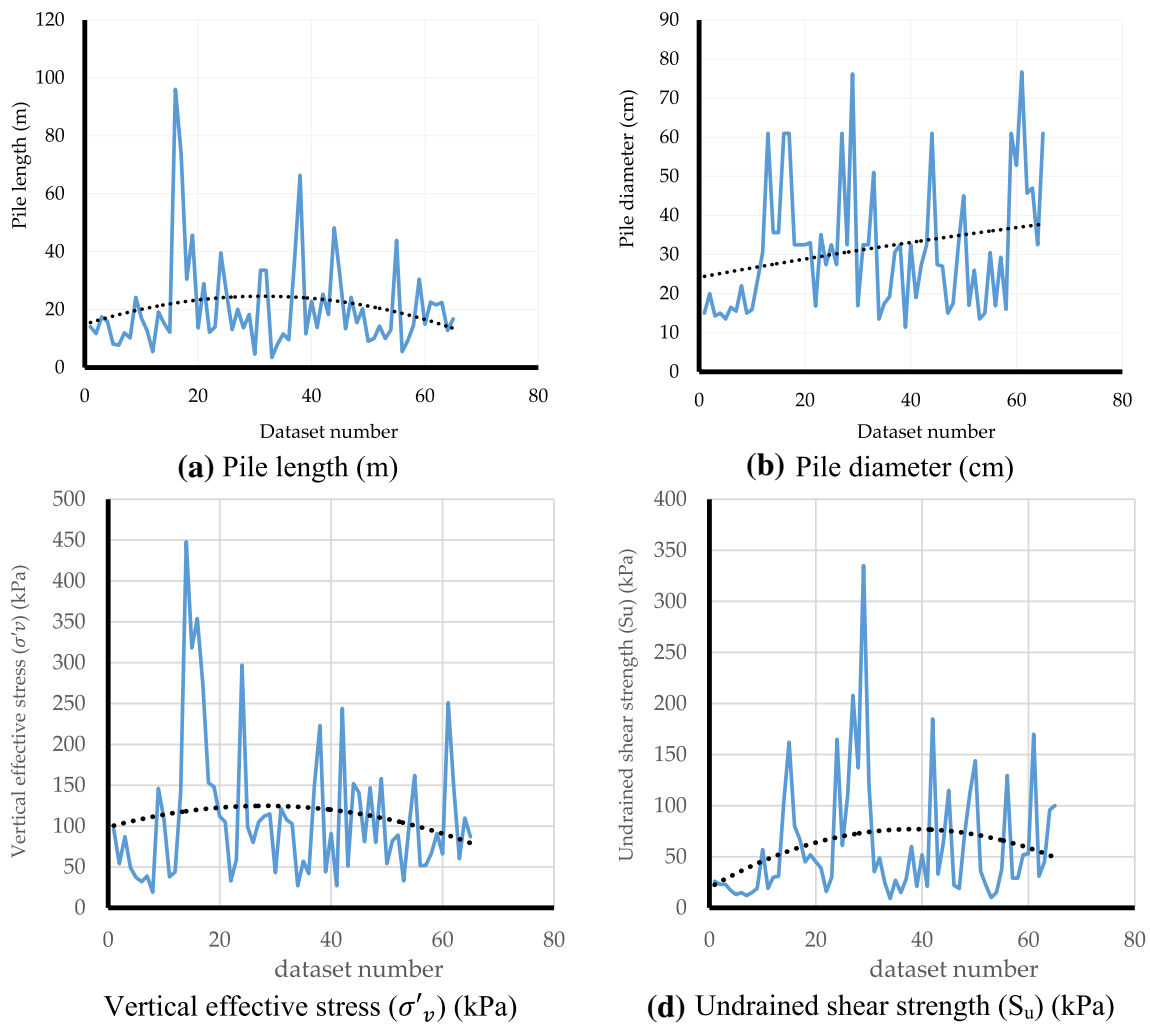 120
100
80
60
40
20
0
Pile length (m)
0 20 40 60 80
Dataset number
(a) Pile length (m)
90
80
70
60
50
40
30
20
10
0
Pile diameter (cm)
0 20 40 60 80
Dataset number
(b) Pile diameter (cm)
500
450
400
350
300
250
200
150
100
50
0
Vertical effective stress (σ'v) (kPa)
0 20 40 60 80
dataset number
Vertical effective stress (σ'ᵥ) (kPa)
400
350
300
250
200
150
100
50
0
Undrained shear strength (Su) (kPa)
0 20 40 60 80
dataset number
(d) Undrained shear strength (Sᵤ) (kPa)